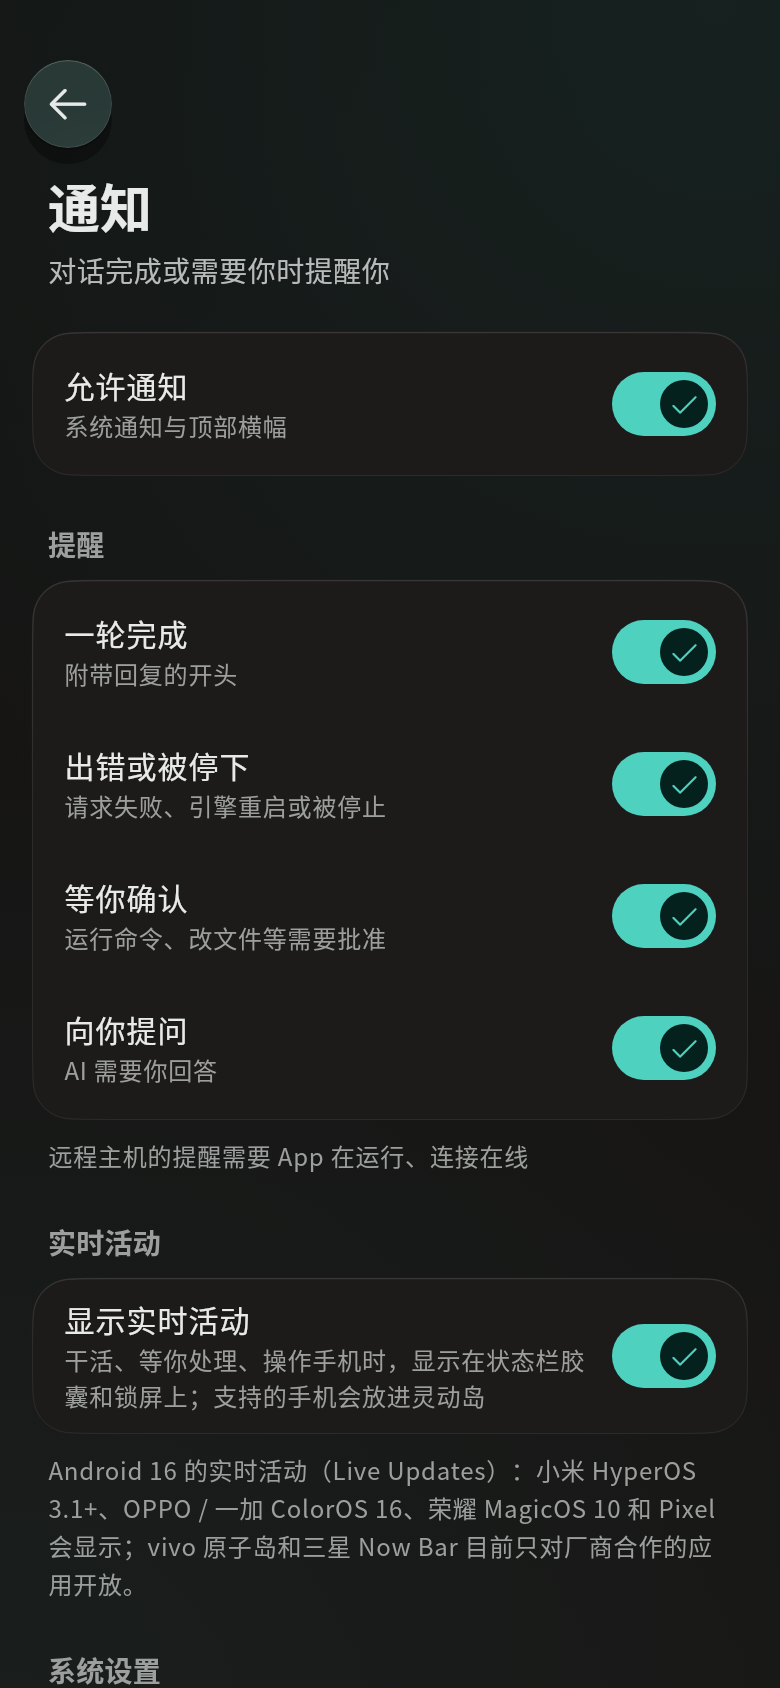 通知
对话完成或需要你时提醒你
允许通知
系统通知与顶部横幅
提醒
一轮完成
附带回复的开头
出错或被停下
请求失败、引擎重启或被停止
等你确认
运行命令、改文件等需要批准
向你提问
AI 需要你回答
远程主机的提醒需要 App 在运行、连接在线
实时活动
显示实时活动
干活、等你处理、操作手机时，显示在状态栏胶
囊和锁屏上；支持的手机会放进灵动岛
Android 16 的实时活动（Live Updates）：小米 HyperOS
3.1+、OPPO / 一加 ColorOS 16、荣耀 MagicOS 10 和 Pixel
会显示；vivo 原子岛和三星 Now Bar 目前只对厂商合作的应
用开放。
系统设置